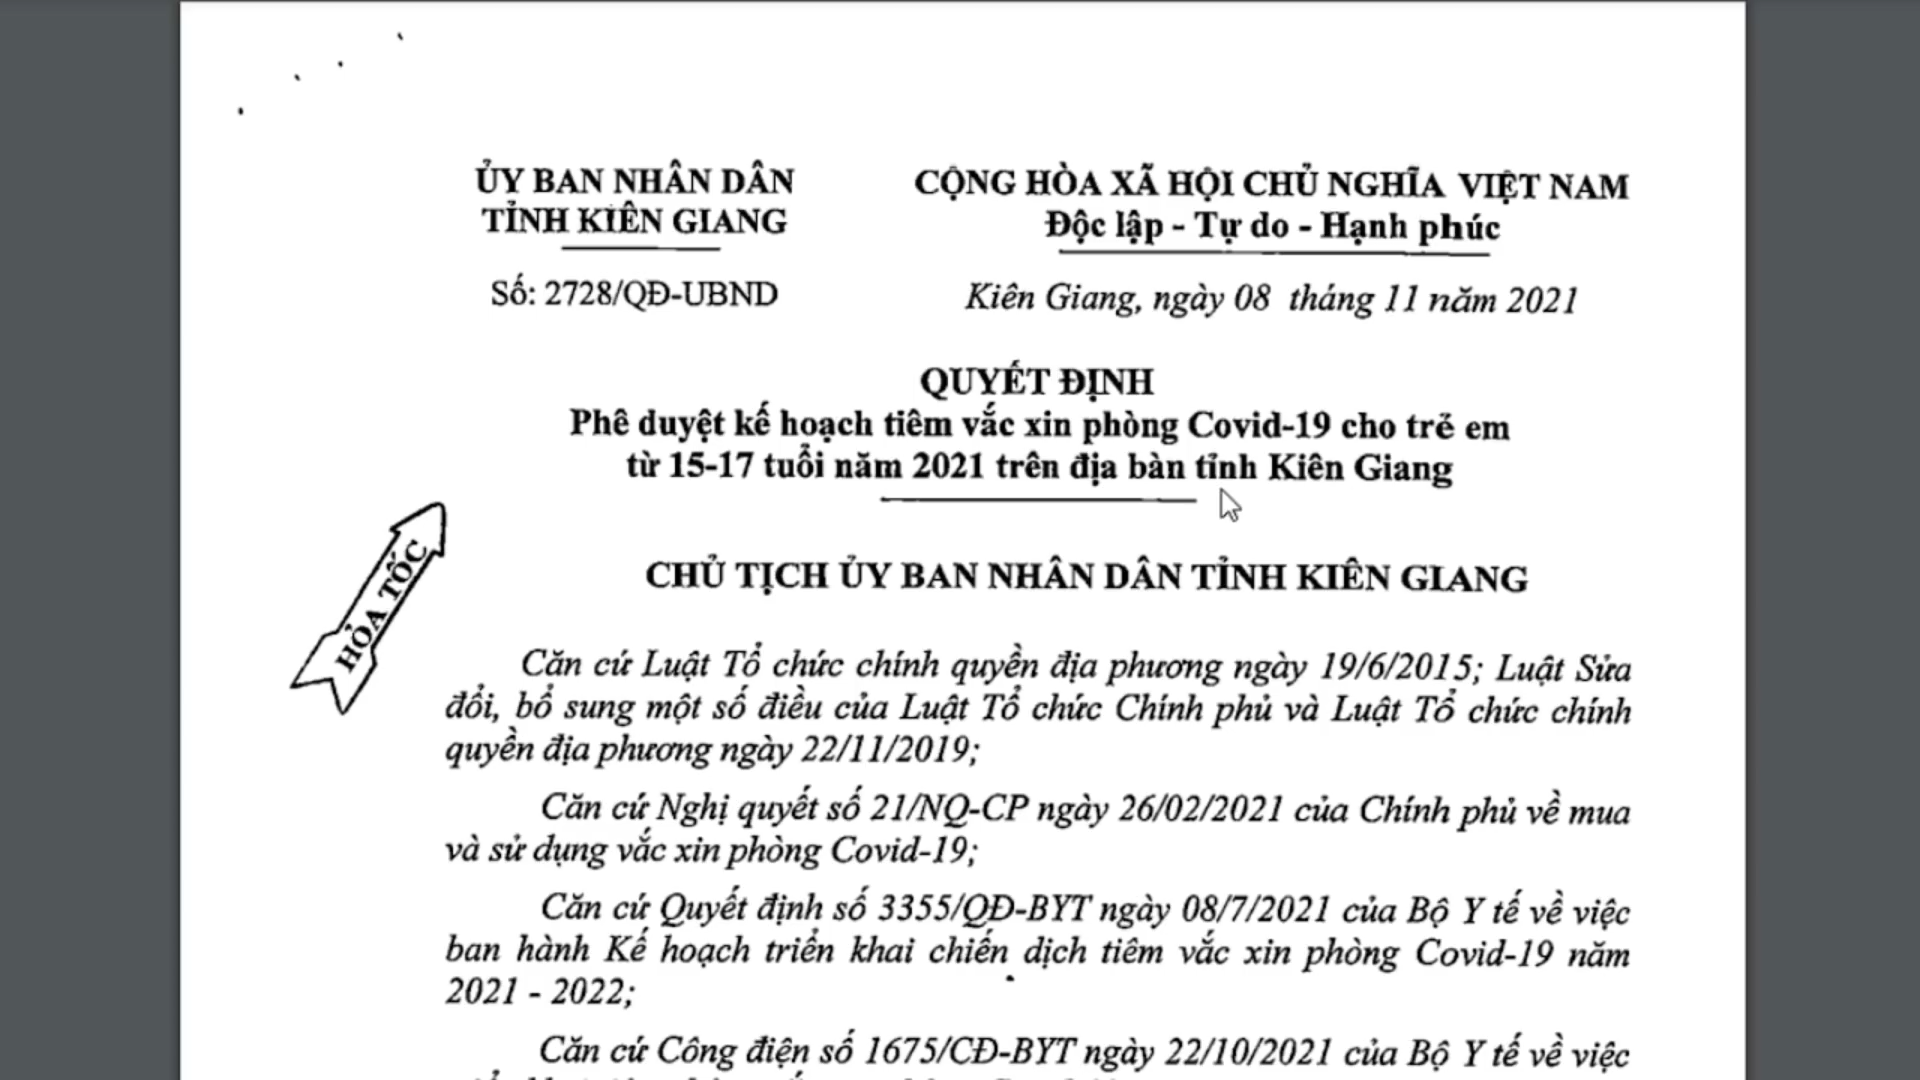 ỦY BAN NHÂN DÂN
TỈNH KIÊN GIANG
Số: 2728/QĐ-UBND
CỘNG HÒA XÃ HỘI CHỦ NGHĨA VIỆT NAM
Độc lập - Tự do - Hạnh phúc
Kiên Giang, ngày 08 tháng 11 năm 2021
QUYẾT ĐỊNH
Phê duyệt kế hoạch tiêm vắc xin phòng Covid-19 cho trẻ em
từ 15-17 tuổi năm 2021 trên địa bàn tỉnh Kiên Giang
HỎA TỐC
CHỦ TỊCH ỦY BAN NHÂN DÂN TỈNH KIÊN GIANG
Căn cứ Luật Tổ chức chính quyền địa phương ngày 19/6/2015; Luật Sửa
đổi, bổ sung một số điều của Luật Tổ chức Chính phủ và Luật Tổ chức chính
quyền địa phương ngày 22/11/2019;
Căn cứ Nghị quyết số 21/NQ-CP ngày 26/02/2021 của Chính phủ về mua
và sử dụng vắc xin phòng Covid-19;
Căn cứ Quyết định số 3355/QĐ-BYT ngày 08/7/2021 của Bộ Y tế về việc
ban hành Kế hoạch triển khai chiến dịch tiêm vắc xin phòng Covid-19 năm
2021 - 2022;
Căn cứ Công điện số 1675/CĐ-BYT ngày 22/10/2021 của Bộ Y tế về việc